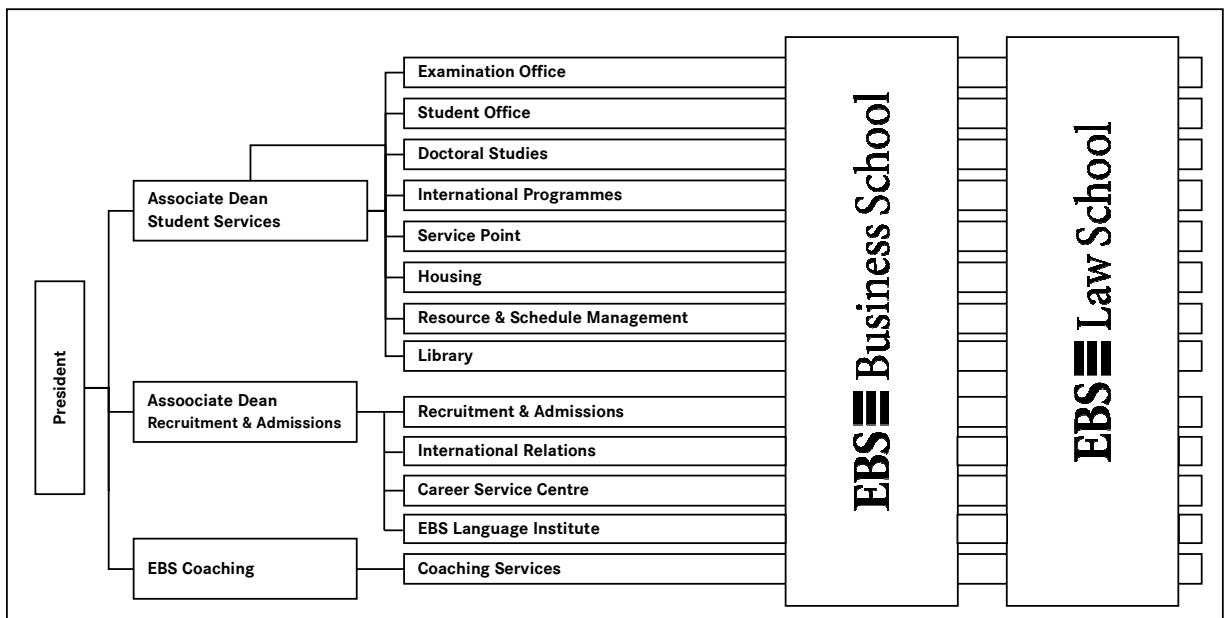 President
Associate Dean
Student Services
Assoociate Dean
Recruitment & Admissions
EBS Coaching
Examination Office
Student Office
Doctoral Studies
International Programmes
Service Point
Housing
Resource & Schedule Management
Library
Recruitment & Admissions
International Relations
Career Service Centre
EBS Language Institute
Coaching Services
EBS Business School
EBS Law School